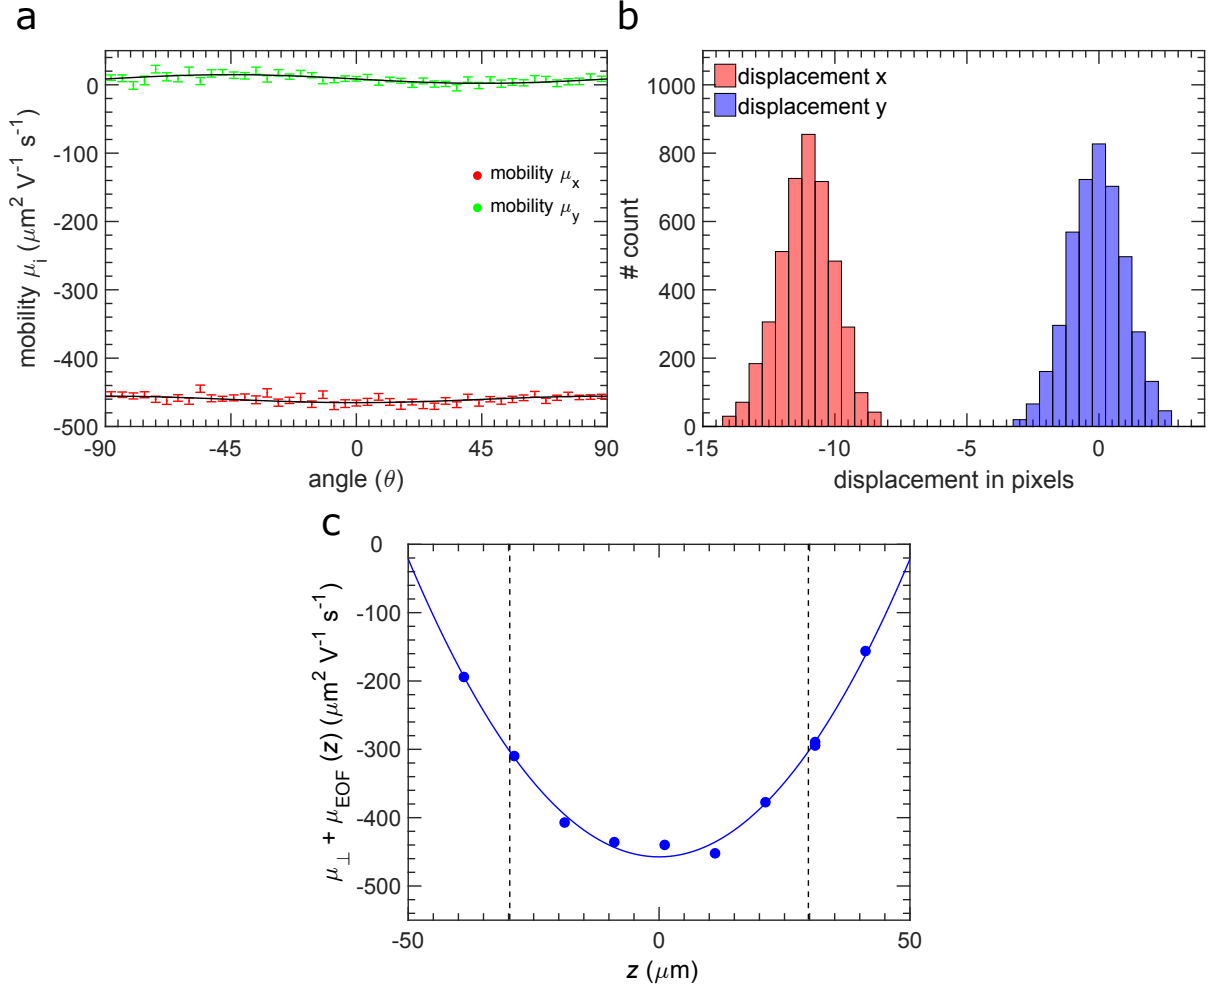 a
mobility μi (μm2 V-1 s-1)
0
-100
-200
-300
-400
-500
-90
-45
0
45
90
angle (θ)
mobility μx
mobility μy
b
# count
1000
800
600
400
200
0
-15
-10
-5
0
displacement in pixels
displacement x
displacement y
c
μ⊥ + μEOF (z) (μm2 V-1 s-1)
0
-100
-200
-300
-400
-500
-50
0
50
z (μm)